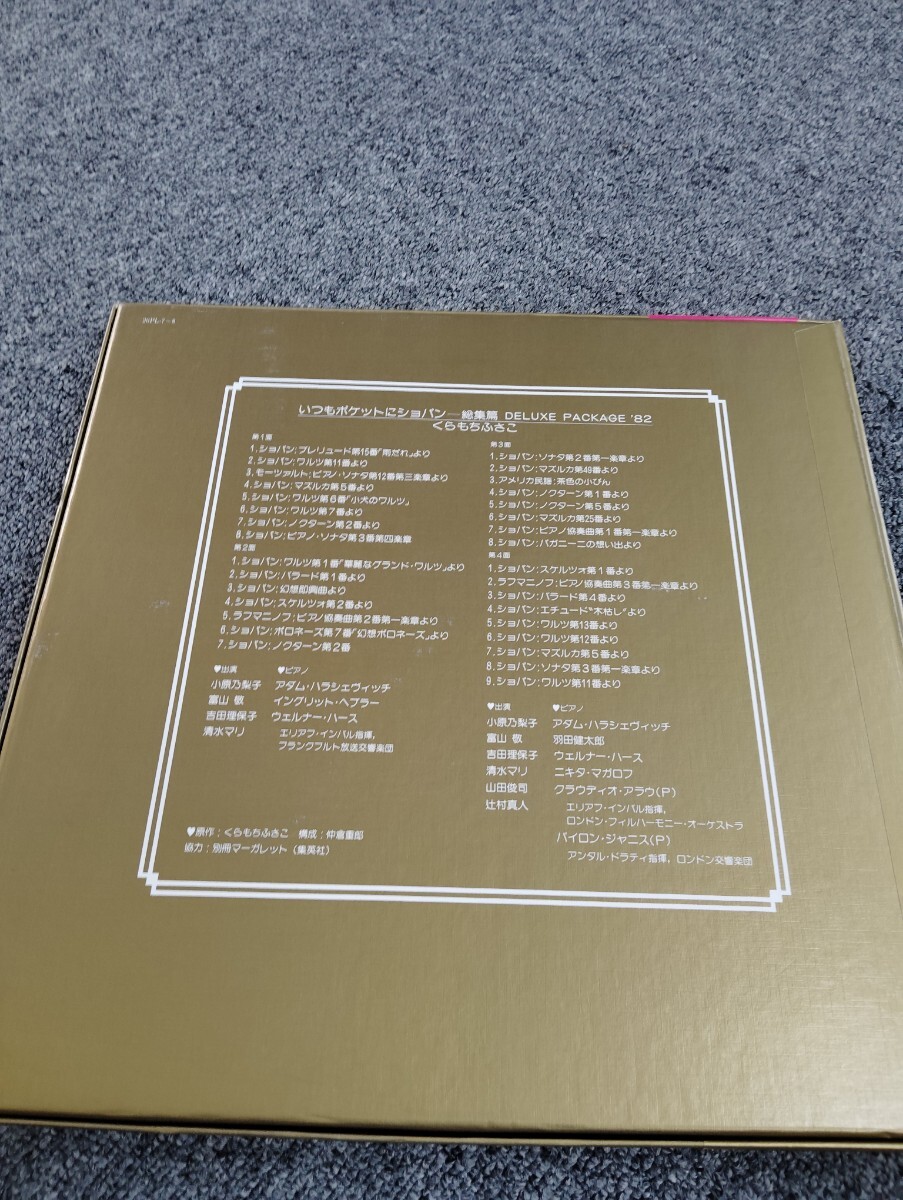 いつもポケットにショパン—総集篇 DELUXE PACKAGE '82
くらもちふさこ
第1面
1．ショパン：プレリュード第15番「雨だれ」より
2．ショパン：ワルツ第11番より
3．モーツァルト：ピアノ・ソナタ第12番第三楽章より
4．ショパン：マズルカ第5番より
5．ショパン：ワルツ第6番「小犬のワルツ」
6．ショパン：ワルツ第7番より
7．ショパン：ノクターン第2番より
8．ショパン：ピアノ・ソナタ第3番第四楽章
第2面
1．ショパン：ワルツ第1番「華麗なグランド・ワルツ」より
2．ショパン：バラード第1番より
3．ショパン：幻想即興曲より
4．ショパン：スケルツォ第2番より
5．ラフマニノフ：ピアノ協奏曲第2番第一楽章より
6．ショパン：ポロネーズ第7番「幻想ポロネーズ」より
7．ショパン：ノクターン第2番
♥出演 ♥ピアノ
小原乃梨子 アダム・ハラシェヴィッチ
富山 敬 イングリット・ヘブラー
吉田理保子 ウェルナー・ハース
清水マリ エリアフ・インバル指揮，
フランクフルト放送交響楽団
♥原作：くらもちふさこ 構成：仲倉重郎
協力：別冊マーガレット（集英社）
第3面
1．ショパン：ソナタ第2番第一楽章より
2．ショパン：マズルカ第49番より
3．アメリカ民謡：茶色の小びん
4．ショパン：ノクターン第1番より
5．ショパン：ノクターン第5番より
6．ショパン：マズルカ第25番より
7．ショパン：ピアノ協奏曲第1番第一楽章より
8．ショパン：パガニーニの想い出より
第4面
1．ショパン：スケルツォ第1番より
2．ラフマニノフ：ピアノ協奏曲第3番第一楽章より
3．ショパン：バラード第4番より
4．ショパン：エチュード"木枯し"より
5．ショパン：ワルツ第13番より
6．ショパン：ワルツ第12番より
7．ショパン：マズルカ第5番より
8．ショパン：ソナタ第3番第一楽章より
9．ショパン：ワルツ第11番より
♥出演 ♥ピアノ
小原乃梨子 アダム・ハラシェヴィッチ
富山 敬 羽田健太郎
吉田理保子 ウェルナー・ハース
清水マリ ニキタ・マガロフ
山田俊司 クラウディオ・アラウ(P)
辻村真人 エリアフ・インバル指揮，
ロンドン・フィルハーモニー・オーケストラ
バイロン・ジャニス(P)
アンタル・ドラティ指揮，ロンドン交響楽団